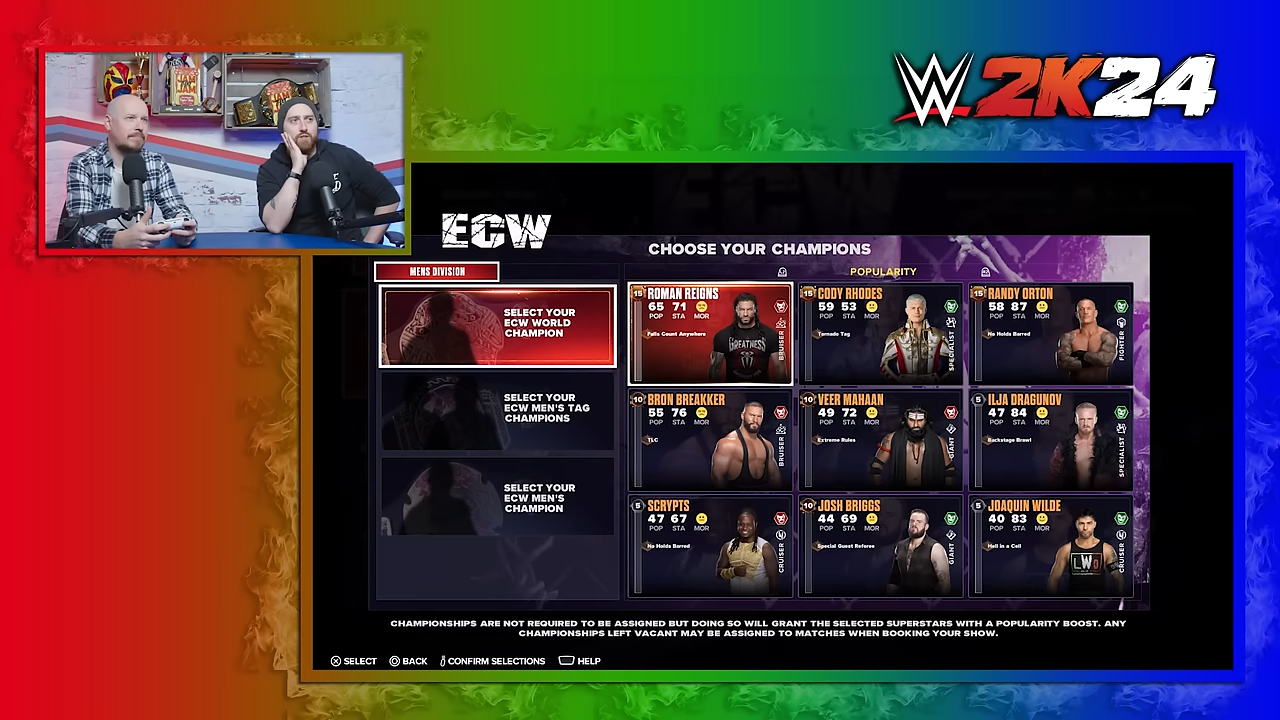 WWE 2K24
ECW
CHOOSE YOUR CHAMPIONS
MENS DIVISION
POPULARITY
SELECT YOUR
ECW WORLD
CHAMPION
SELECT YOUR
ECW MEN'S TAG
CHAMPIONS
SELECT YOUR
ECW MEN'S
CHAMPION
15 ROMAN REIGNS
65 71
POP STA MOR
Falls Count Anywhere
BRUISER
GREATNESS
15 CODY RHODES
59 53
POP STA MOR
Tornado Tag
SPECIALIST
15 RANDY ORTON
58 87
POP STA MOR
No Holds Barred
FIGHTER
10 BRON BREAKKER
55 76
POP STA MOR
TLC
BRUISER
10 VEER MAHAAN
49 72
POP STA MOR
Extreme Rules
GIANT
5 ILJA DRAGUNOV
47 84
POP STA MOR
Backstage Brawl
SPECIALIST
5 SCRYPTS
47 67
POP STA MOR
No Holds Barred
CRUISER
10 JOSH BRIGGS
44 69
POP STA MOR
Special Guest Referee
GIANT
5 JOAQUIN WILDE
40 83
POP STA MOR
Hell in a Cell
CRUISER
LWO
CHAMPIONSHIPS ARE NOT REQUIRED TO BE ASSIGNED BUT DOING SO WILL GRANT THE SELECTED SUPERSTARS WITH A POPULARITY BOOST. ANY
CHAMPIONSHIPS LEFT VACANT MAY BE ASSIGNED TO MATCHES WHEN BOOKING YOUR SHOW.
SELECT BACK CONFIRM SELECTIONS HELP